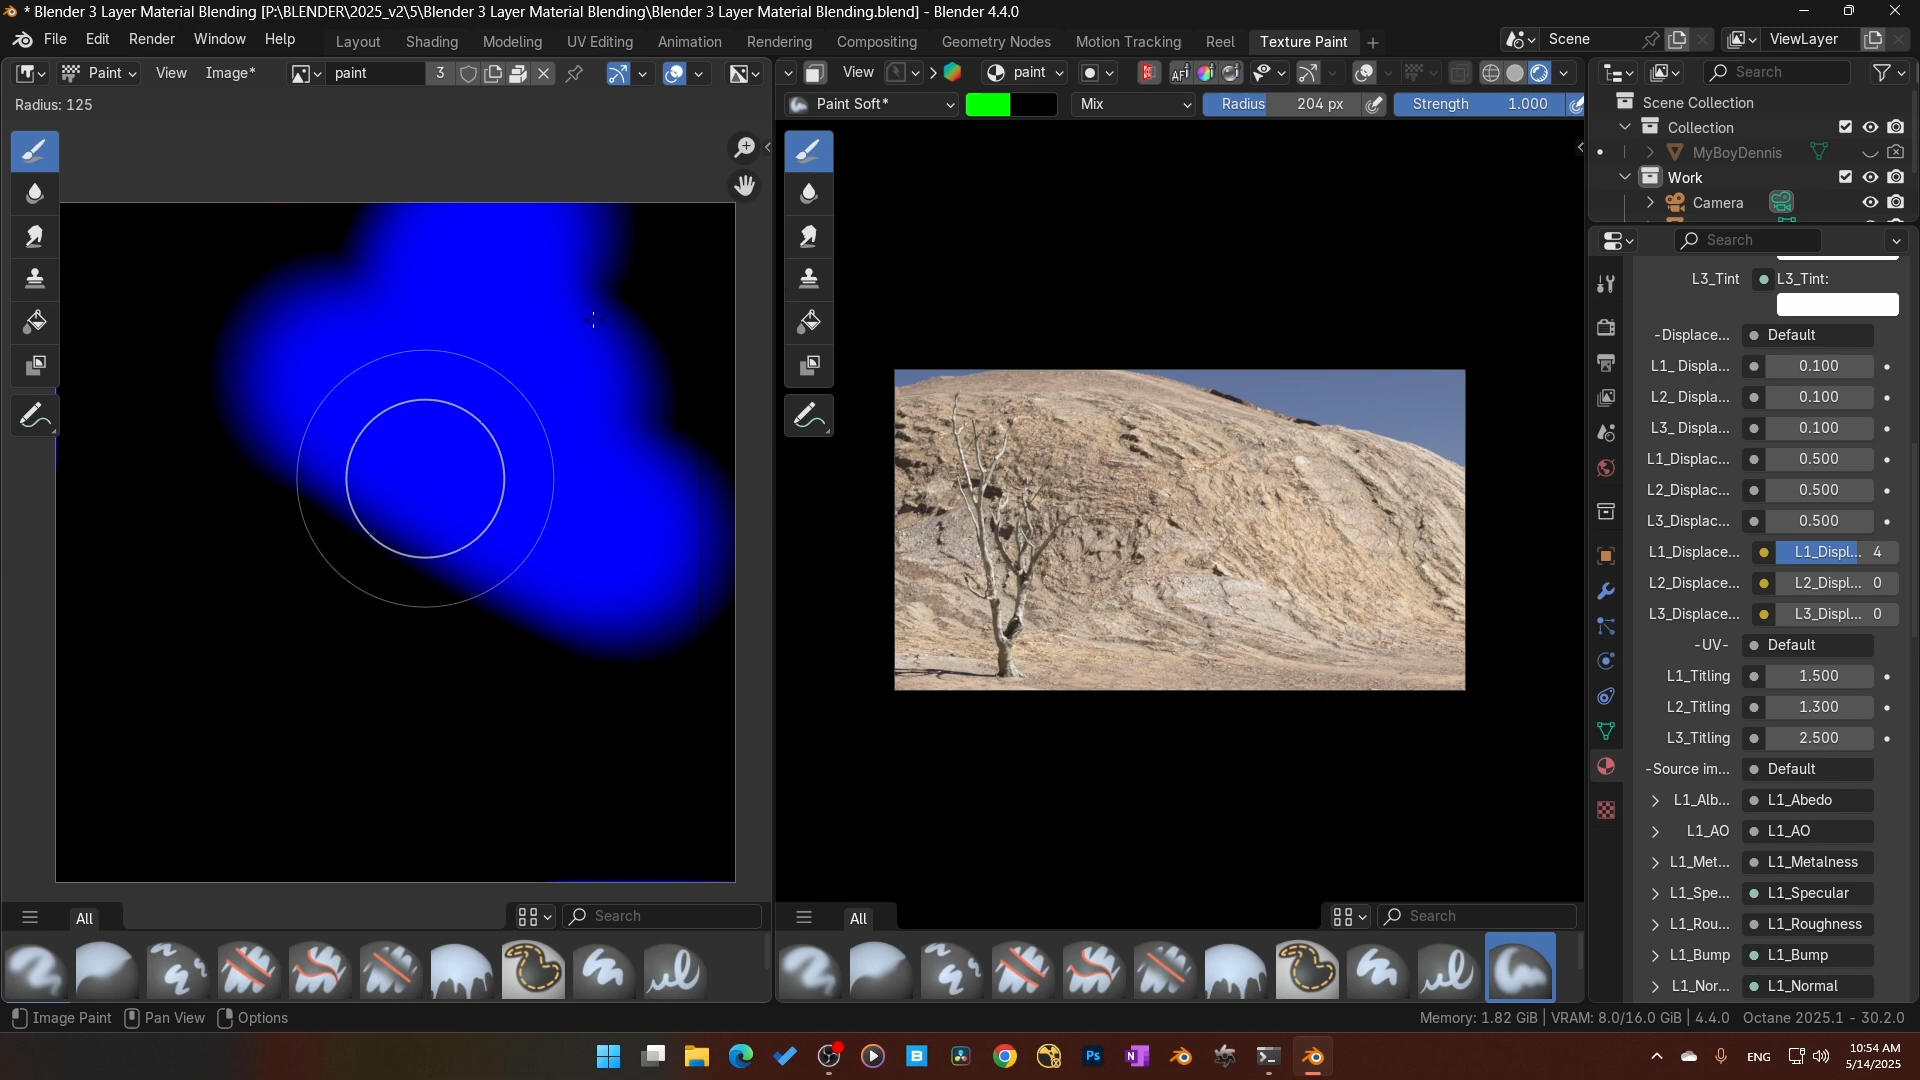 * Blender 3 Layer Material Blending [P:\BLENDER\2025_v2\5\Blender 3 Layer Material Blending\Blender 3 Layer Material Blending.blend] - Blender 4.4.0
File Edit Render Window Help Layout Sculpting Modeling UV Editing Animation Rendering Compositing Geometry Nodes Motion Tracking Reel Texture Paint Scene ViewLayer
Paint View Image* paint 3 View paint Search
Radius: 125 Paint Soft* Mix Radius 204 px Strength 1.000
Scene Collection
Collection
MyBoyDennis
Work
Camera
Search
L3_Tint L3_Tint:
-Displace... Default
L1_ Displa... 0.100
L2_ Displa... 0.100
L3_ Displa... 0.100
L1_Displac... 0.500
L2_Displac... 0.500
L3_Displac... 0.500
L1_Displace... L1_Displ... 4
L2_Displace... L2_Displ... 0
L3_Displace... L3_Displ... 0
-UV- Default
L1_Titling 1.500
L2_Titling 1.300
L3_Titling 2.500
-Source im... Default
L1_Alb... L1_Abedo
L1_AO L1_AO
L1_Met... L1_Metalness
L1_Spe... L1_Specular
L1_Rou... L1_Roughness
L1_Bump L1_Bump
L1_Nor... L1_Normal
All Search All Search
Image Paint Pan View Options Memory: 1.82 GiB | VRAM: 8.0/16.0 GiB | 4.4.0 Octane 2025.1 - 30.2.0
ENG 10:54 AM
5/14/2025